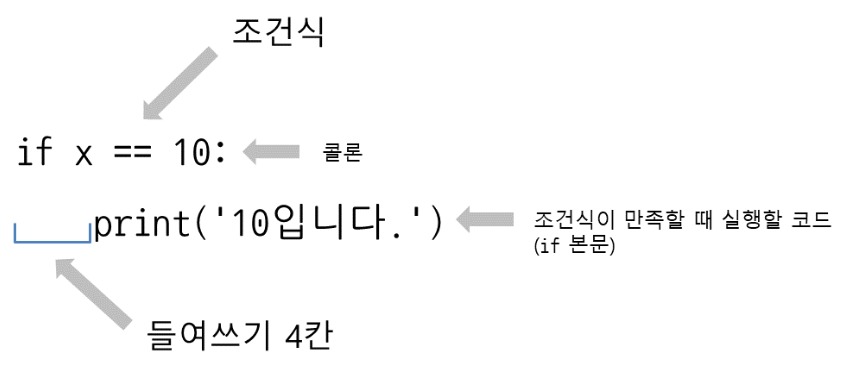 조건식
if x == 10:
콜론
print('10입니다.')
조건식이 만족할 때 실행할 코드
(if 본문)
들여쓰기 4칸